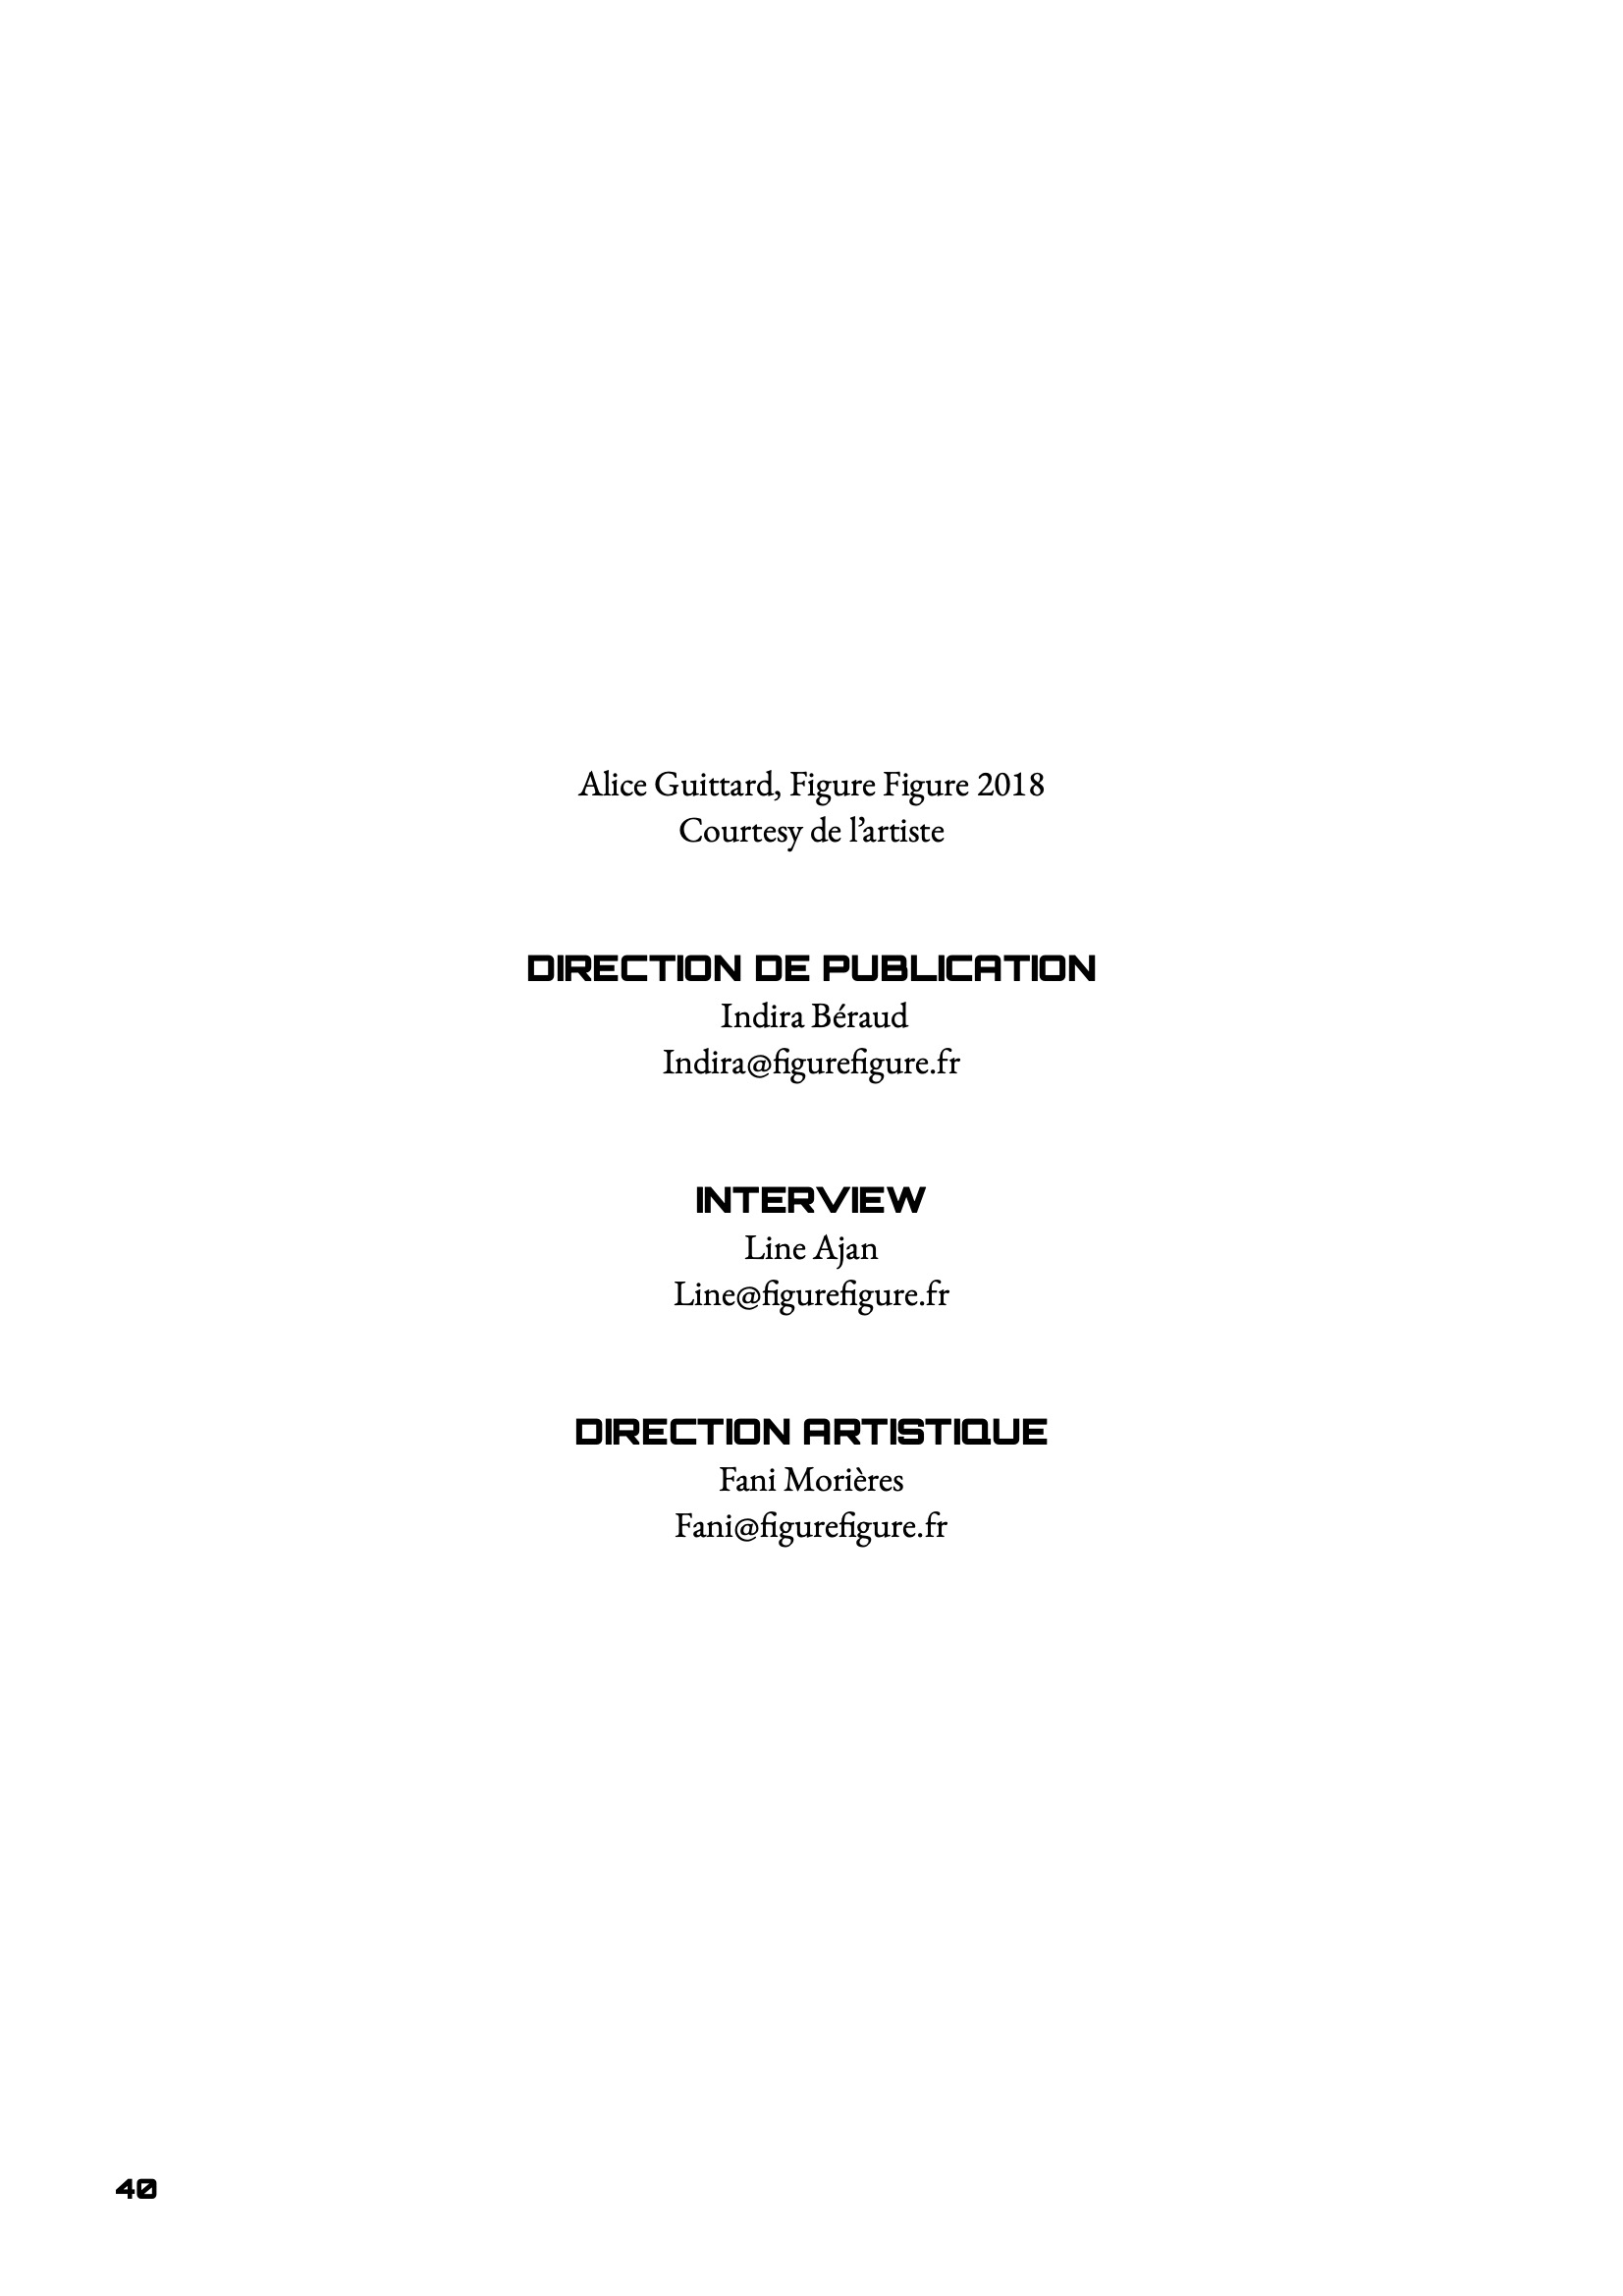 Alice Guittard, Figure Figure 2018
Courtesy de l’artiste
DIRECTION DE PUBLICATION
Indira Béraud
Indira@figurefigure.fr
INTERVIEW
Line Ajan
Line@figurefigure.fr
DIRECTION ARTISTIQUE
Fani Morières
Fani@figurefigure.fr
40